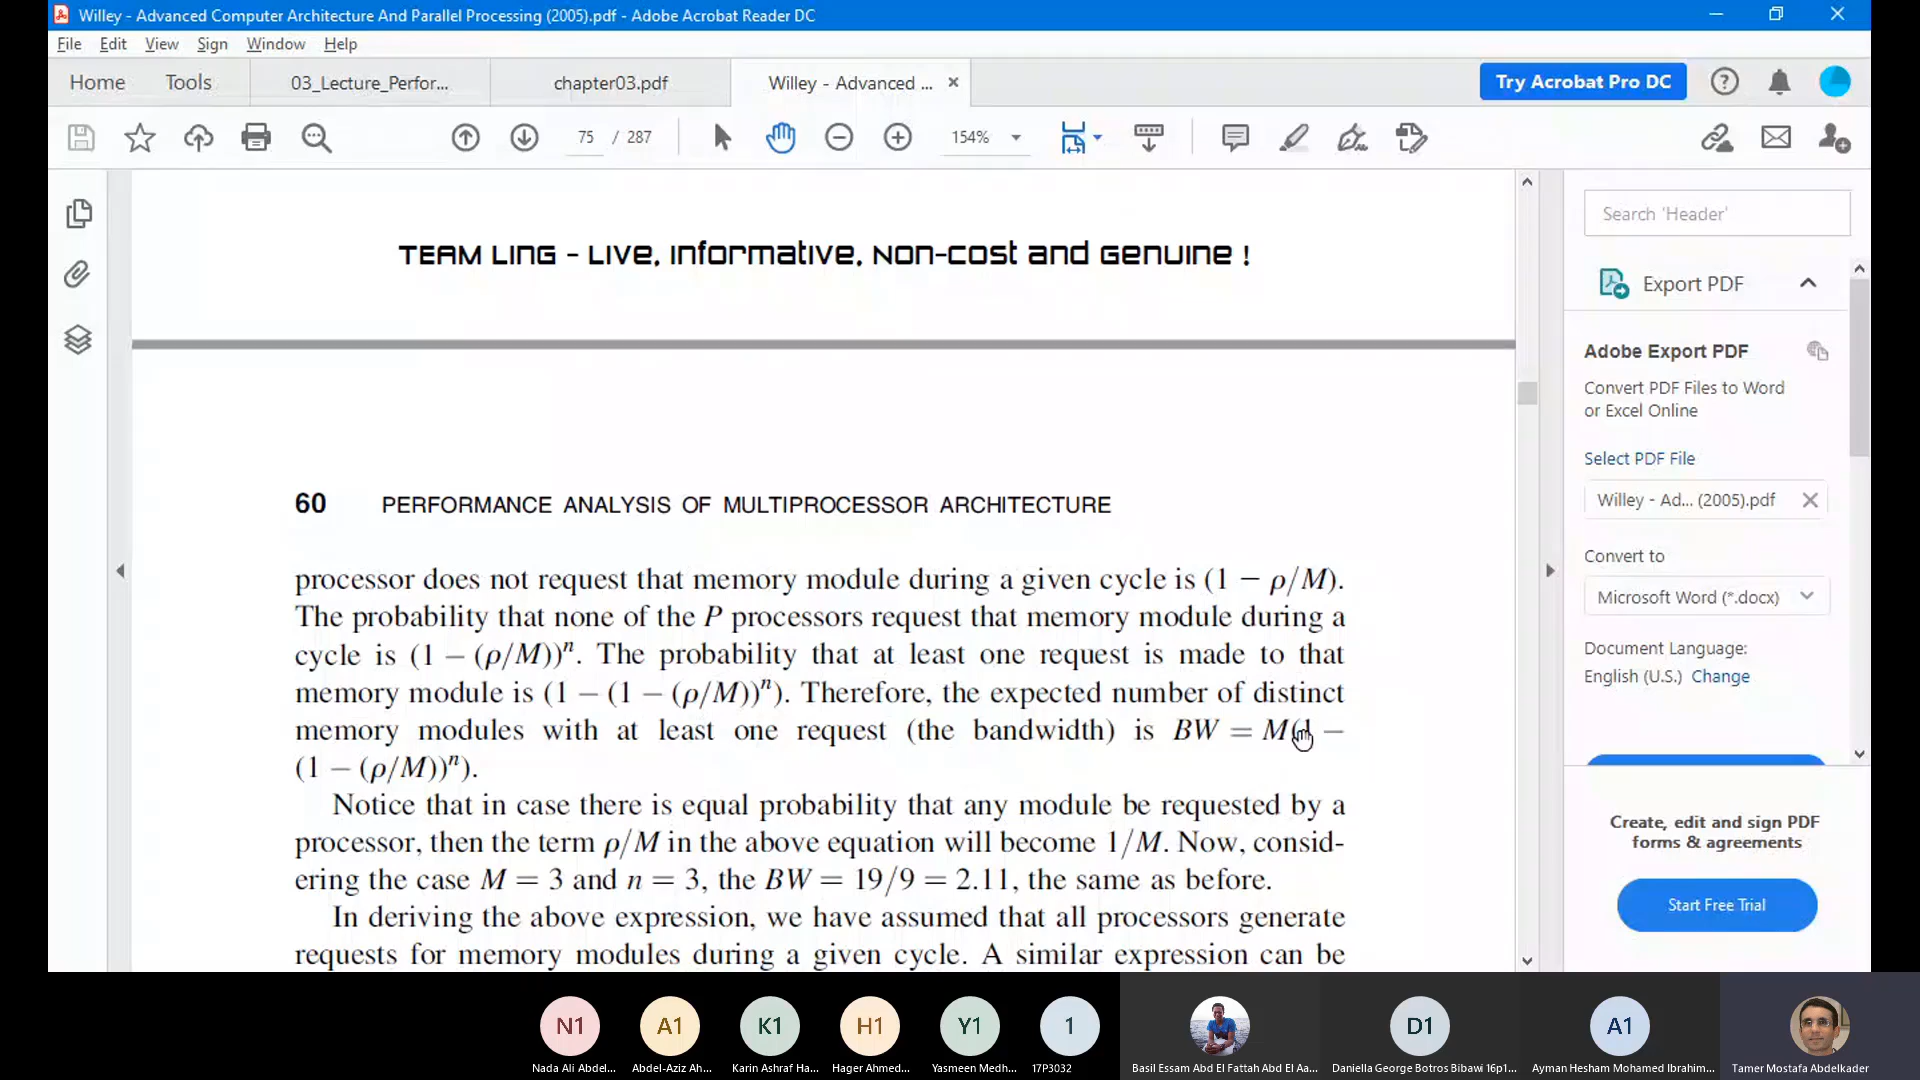 Willey - Advanced Computer Architecture And Parallel Processing (2005).pdf - Adobe Acrobat Reader DC
File Edit View Sign Window Help
Home Tools 03_Lecture_Perfor... chapter03.pdf Willey - Advanced ... × Try Acrobat Pro DC
75 / 287 154%
TEAM LING - Live, Informative, Non-cost and Genuine !
60 PERFORMANCE ANALYSIS OF MULTIPROCESSOR ARCHITECTURE
processor does not request that memory module during a given cycle is (1 − ρ/M).
The probability that none of the P processors request that memory module during a
cycle is (1 − (ρ/M))ⁿ. The probability that at least one request is made to that
memory module is (1 − (1 − (ρ/M))ⁿ). Therefore, the expected number of distinct
memory modules with at least one request (the bandwidth) is BW = M(1 −
(1 − (ρ/M))ⁿ).
Notice that in case there is equal probability that any module be requested by a
processor, then the term ρ/M in the above equation will become 1/M. Now, consid-
ering the case M = 3 and n = 3, the BW = 19/9 = 2.11, the same as before.
In deriving the above expression, we have assumed that all processors generate
requests for memory modules during a given cycle. A similar expression can be
Search 'Header'
Export PDF
Adobe Export PDF
Convert PDF Files to Word
or Excel Online
Select PDF File
Willey - Ad... (2005).pdf
Convert to
Microsoft Word (*.docx)
Document Language:
English (U.S.) Change
Create, edit and sign PDF
forms & agreements
Start Free Trial
N1 A1 K1 H1 Y1 1 D1 A1
Nada Ali Abdel... Abdel-Aziz Ah... Karin Ashraf Ha... Hager Ahmed... Yasmeen Medh... 17P3032 Basil Essam Abd El Fattah Abd El Aa... Daniella George Botros Bibawi 16p1... Ayman Hesham Mohamed Ibrahim... Tamer Mostafa Abdelkader